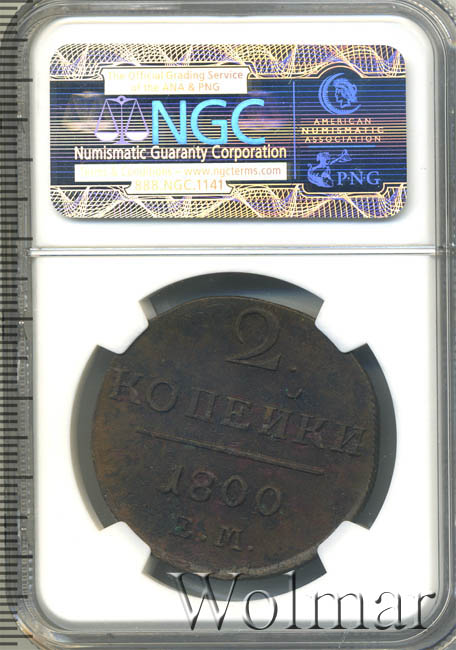 The Official Grading Service
of the ANA & PNG
NGC
Numismatic Guaranty Corporation
Terms & Conditions – www.ngcterms.com
888.NGC.1141
AMERICAN
NUMISMATIC
ASSOCIATION
PNG
2.
КОПЕЙКИ
1800
Е.М.
Wolmar